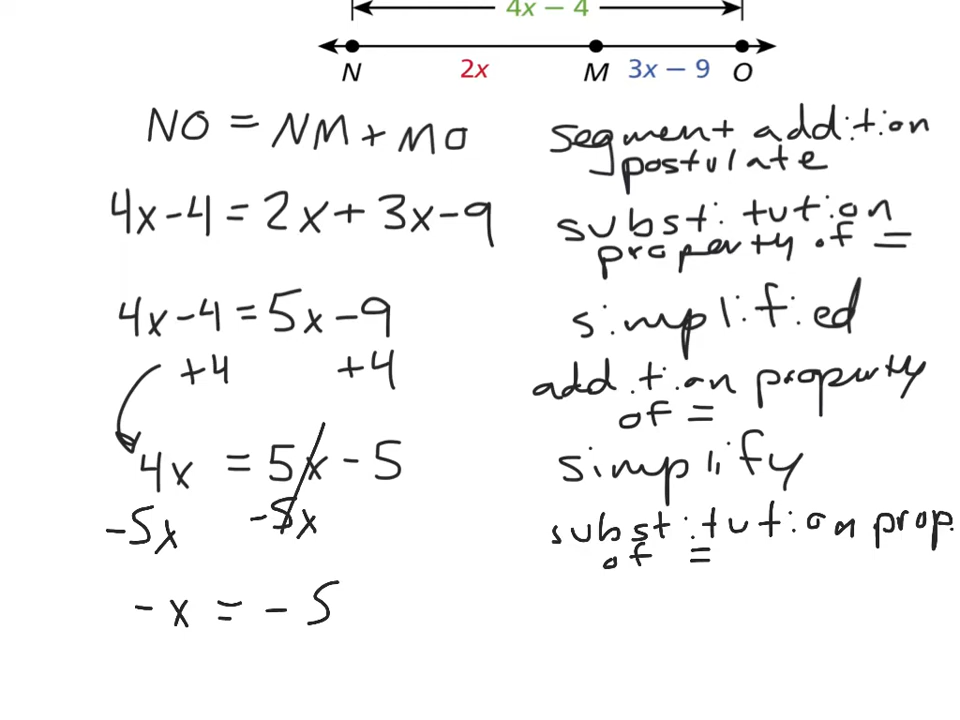 4x − 4
N 2x M 3x − 9 O
NO = NM + MO segment addition
postulate
4x - 4 = 2x + 3x - 9 substitution
property of =
4x - 4 = 5x - 9 simplified
+4 +4 addition property
of =
4x = 5x - 5 simplify
-5x -5x substitution prop.
of =
-x = -5